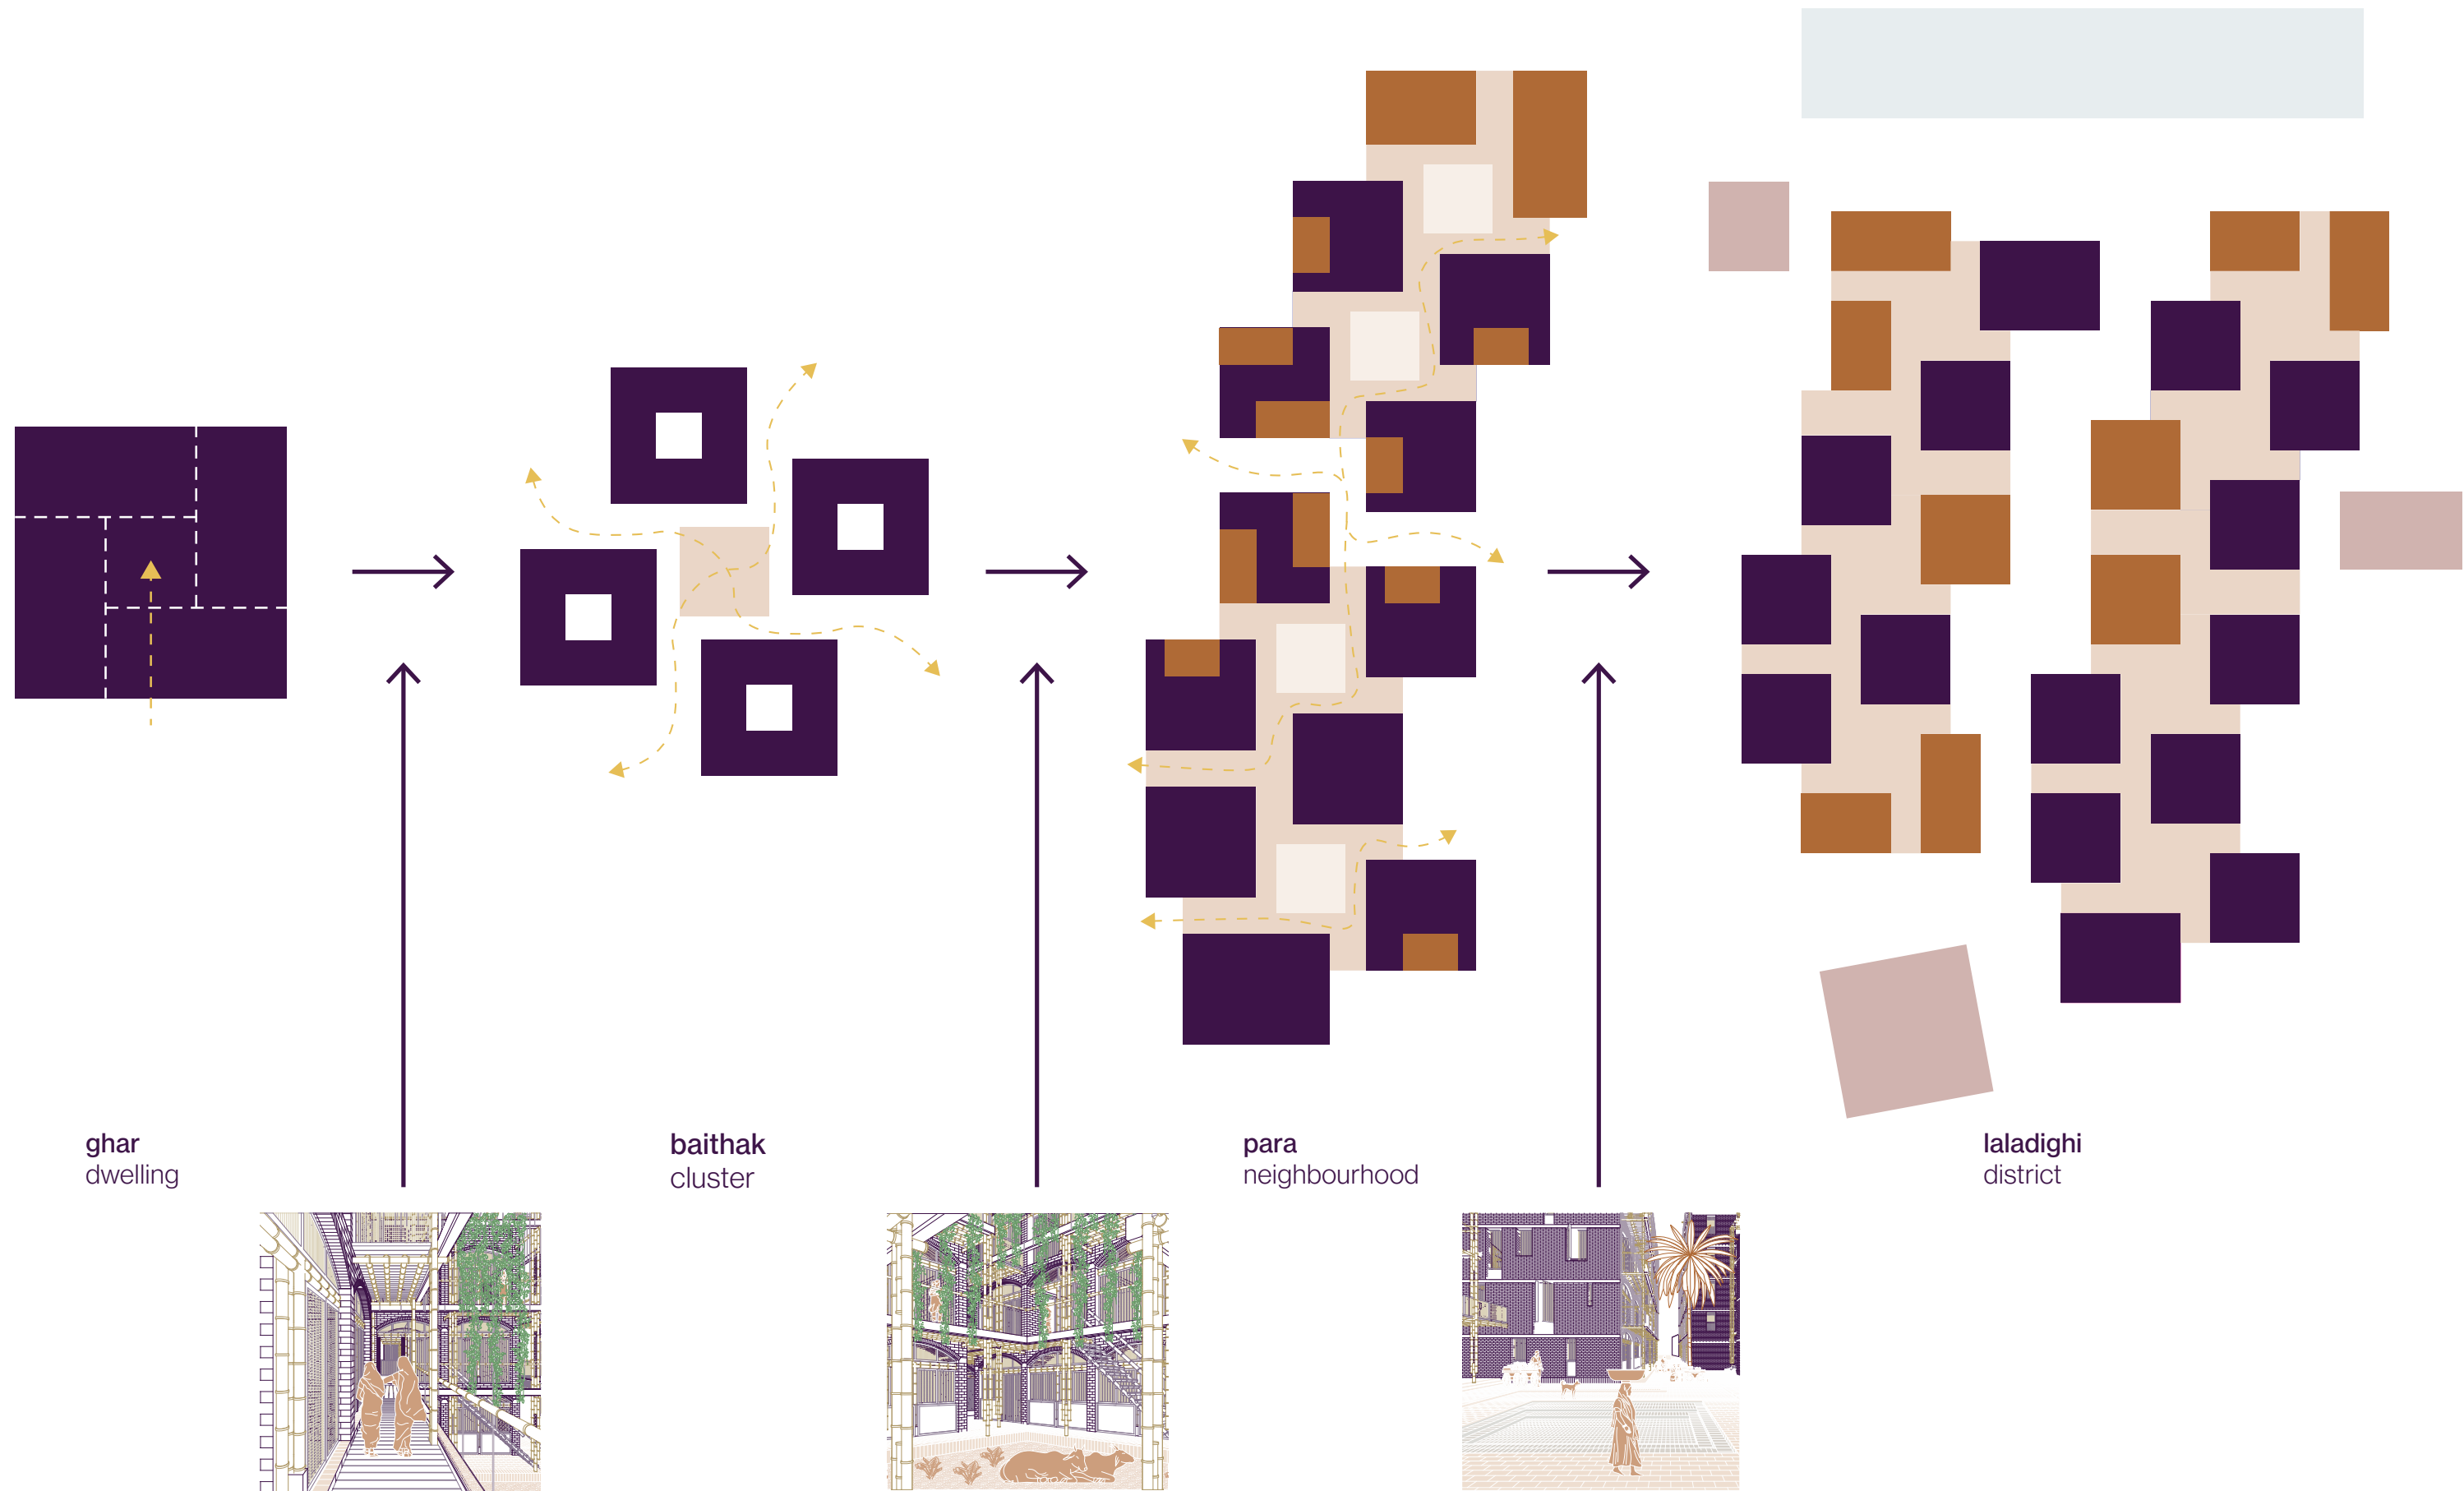 ghar
dwelling
baithak
cluster
para
neighbourhood
laladighi
district